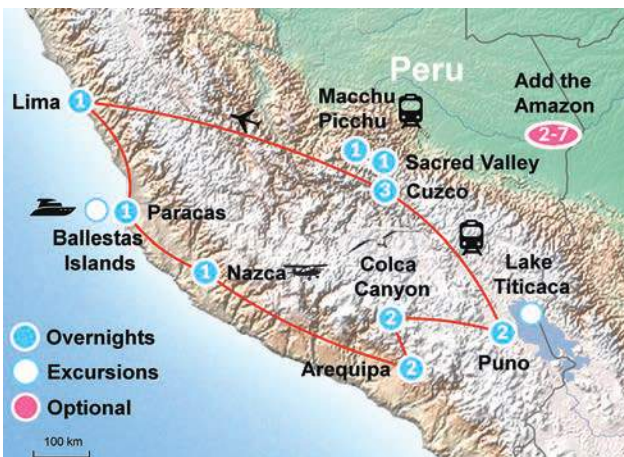 Peru
Add the
Amazon
2-7
Macchu
Picchu
Lima
1
1
1
Sacred Valley
3
Cuzco
1
Paracas
Ballestas
Islands
1
Nazca
Colca
Canyon
Lake
Titicaca
2
2
Puno
Arequipa
2
Overnights
Excursions
Optional
100 km